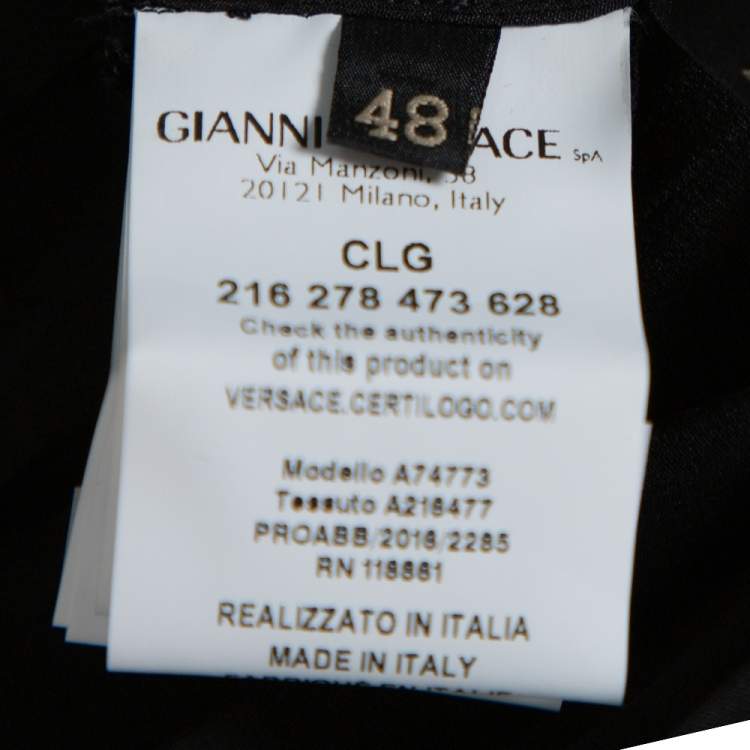 48
GIANNI ACE SpA
Via Manzoni, 38
20121 Milano, Italy
CLG
216 278 473 628
Check the authenticity
of this product on
VERSACE.CERTILOGO.COM
Modello A74773
Tessuto A216477
PROABB/2016/2285
RN 118881
REALIZZATO IN ITALIA
MADE IN ITALY